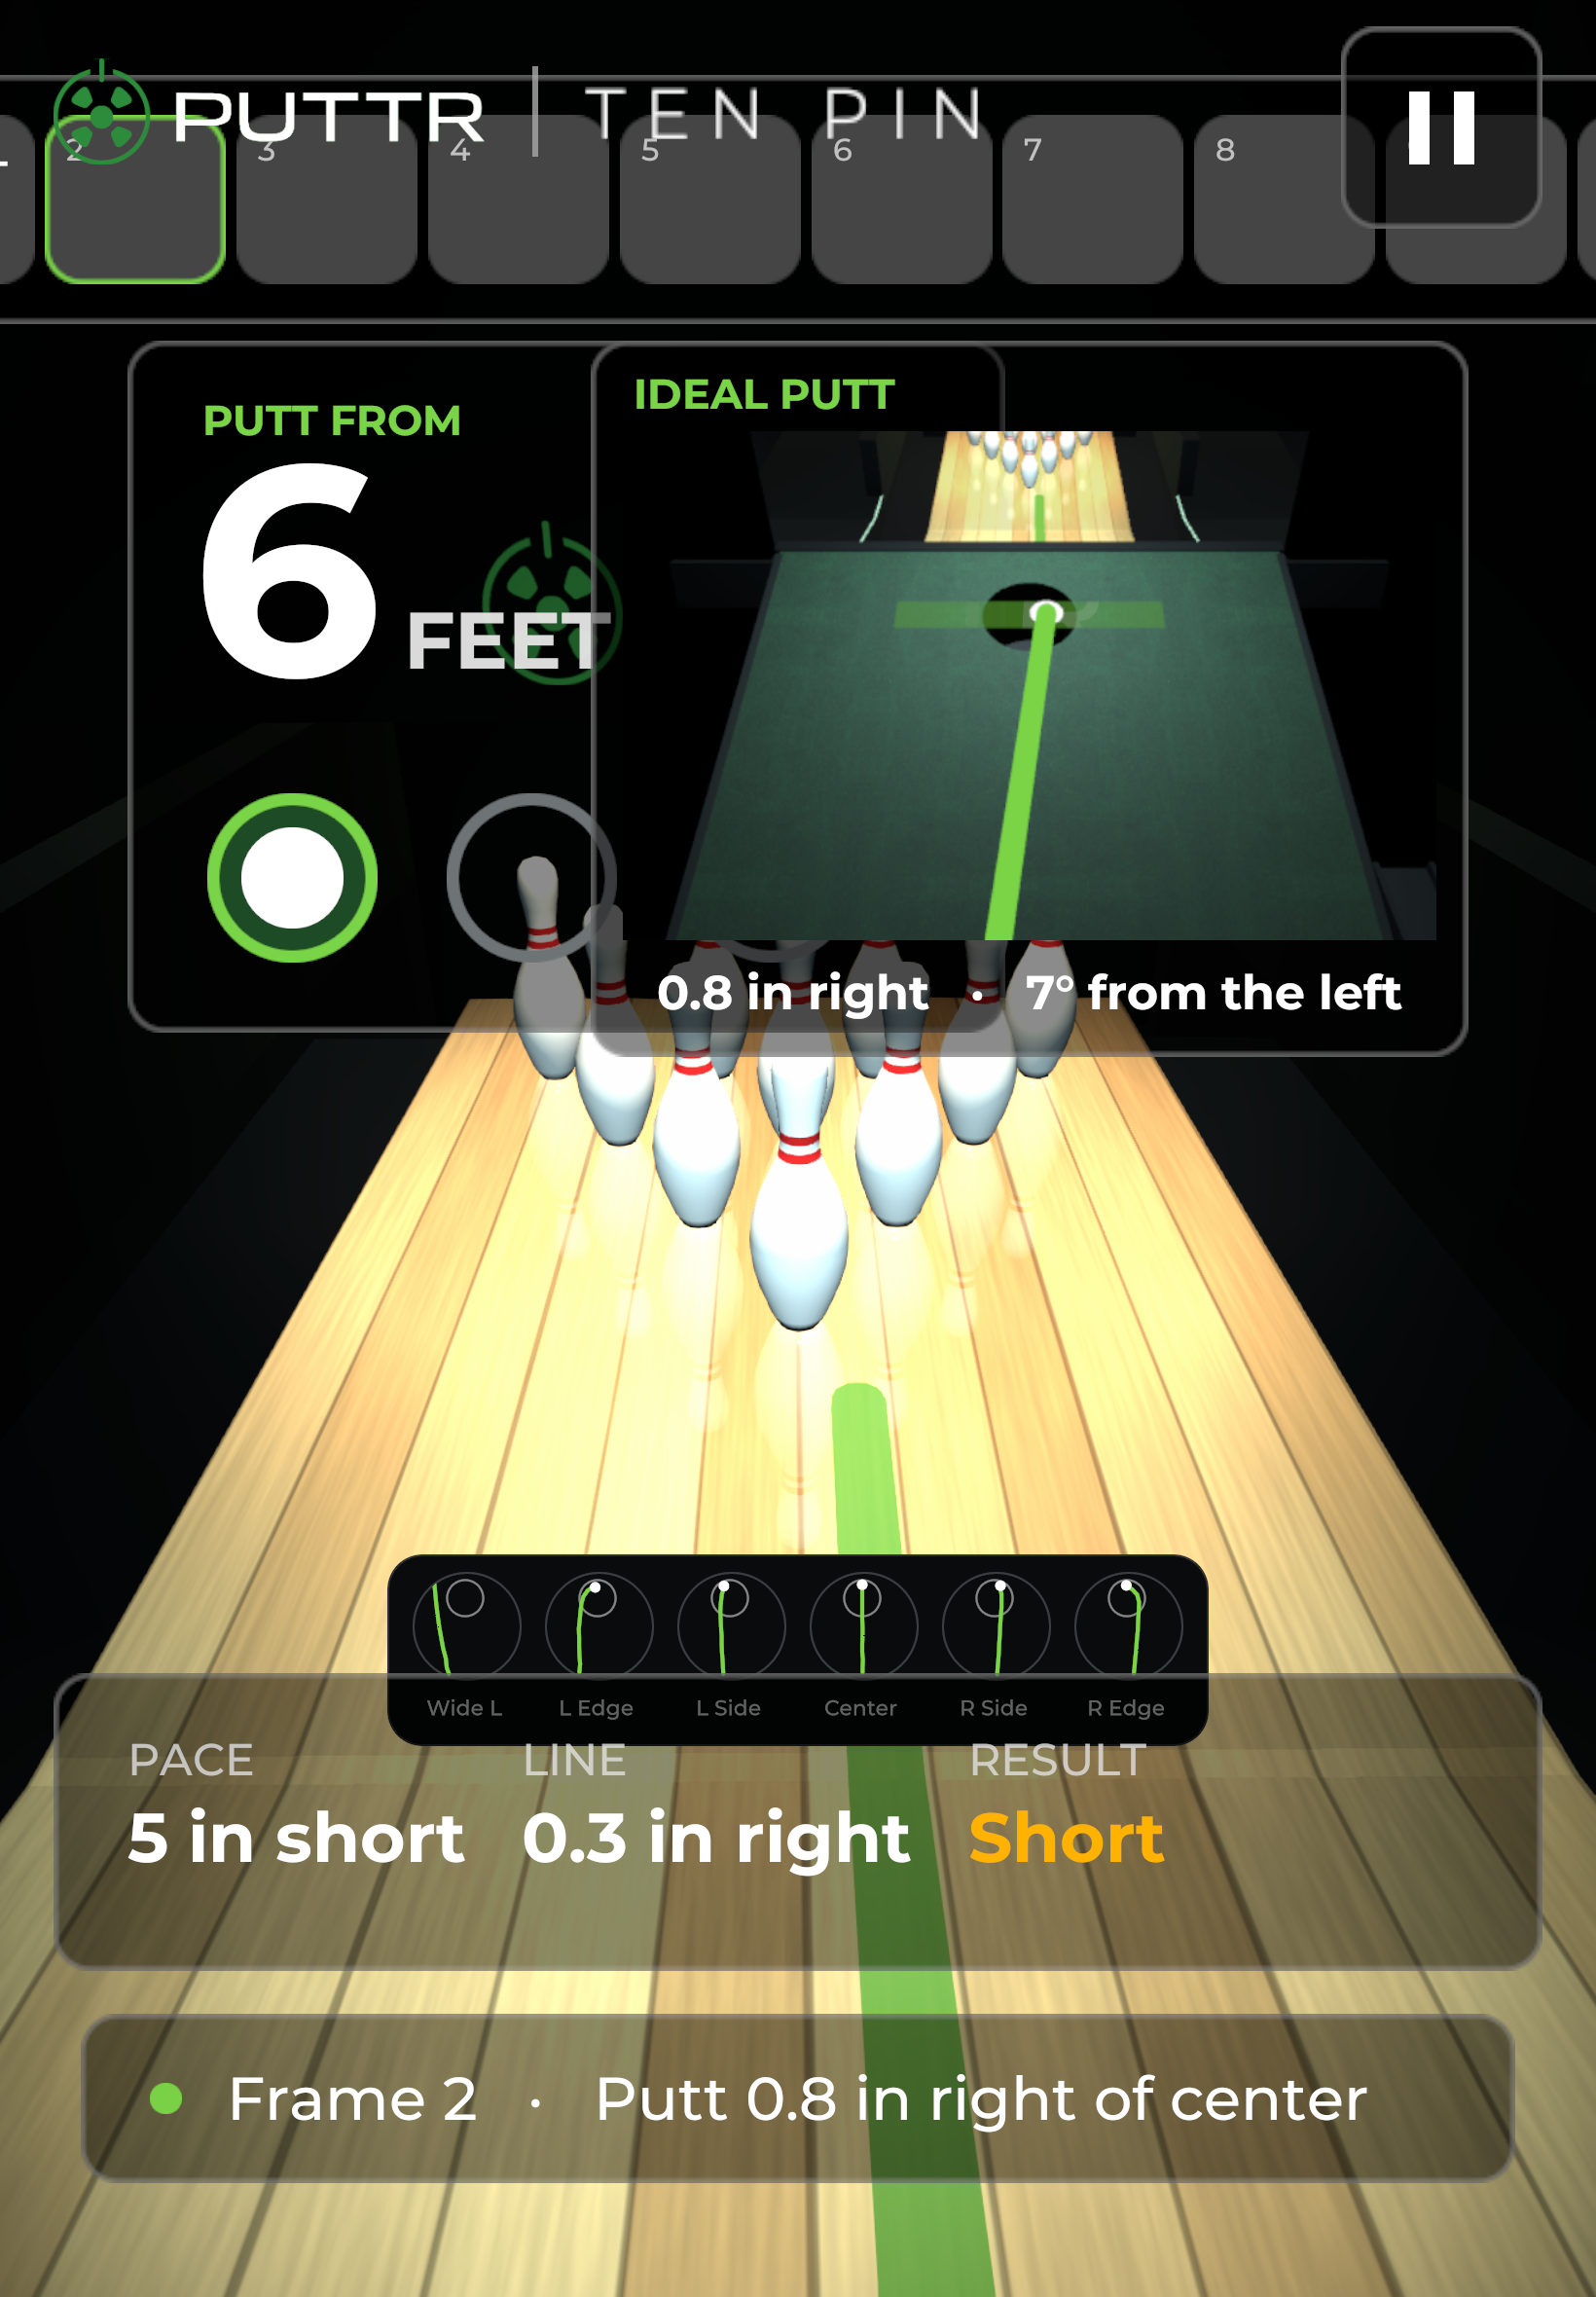 PUTTR | TEN PIN
2 3 4 5 6 7 8
PUTT FROM
6 FEET
IDEAL PUTT
0.8 in right · 7° from the left
Wide L L Edge L Side Center R Side R Edge
PACE LINE RESULT
5 in short 0.3 in right Short
Frame 2 · Putt 0.8 in right of center